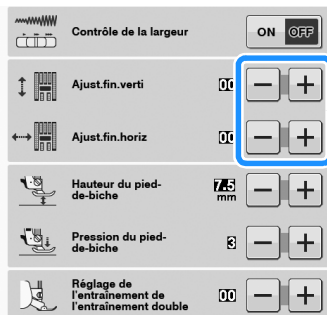 Contrôle de la largeur ON OFF
Ajust.fin.verti 00 − +
Ajust.fin.horiz 00 − +
Hauteur du pied-
de-biche 7.5 mm − +
Pression du pied-
de-biche 3 − +
Réglage de
l'entraînement de
l'entraînement double 00 − +